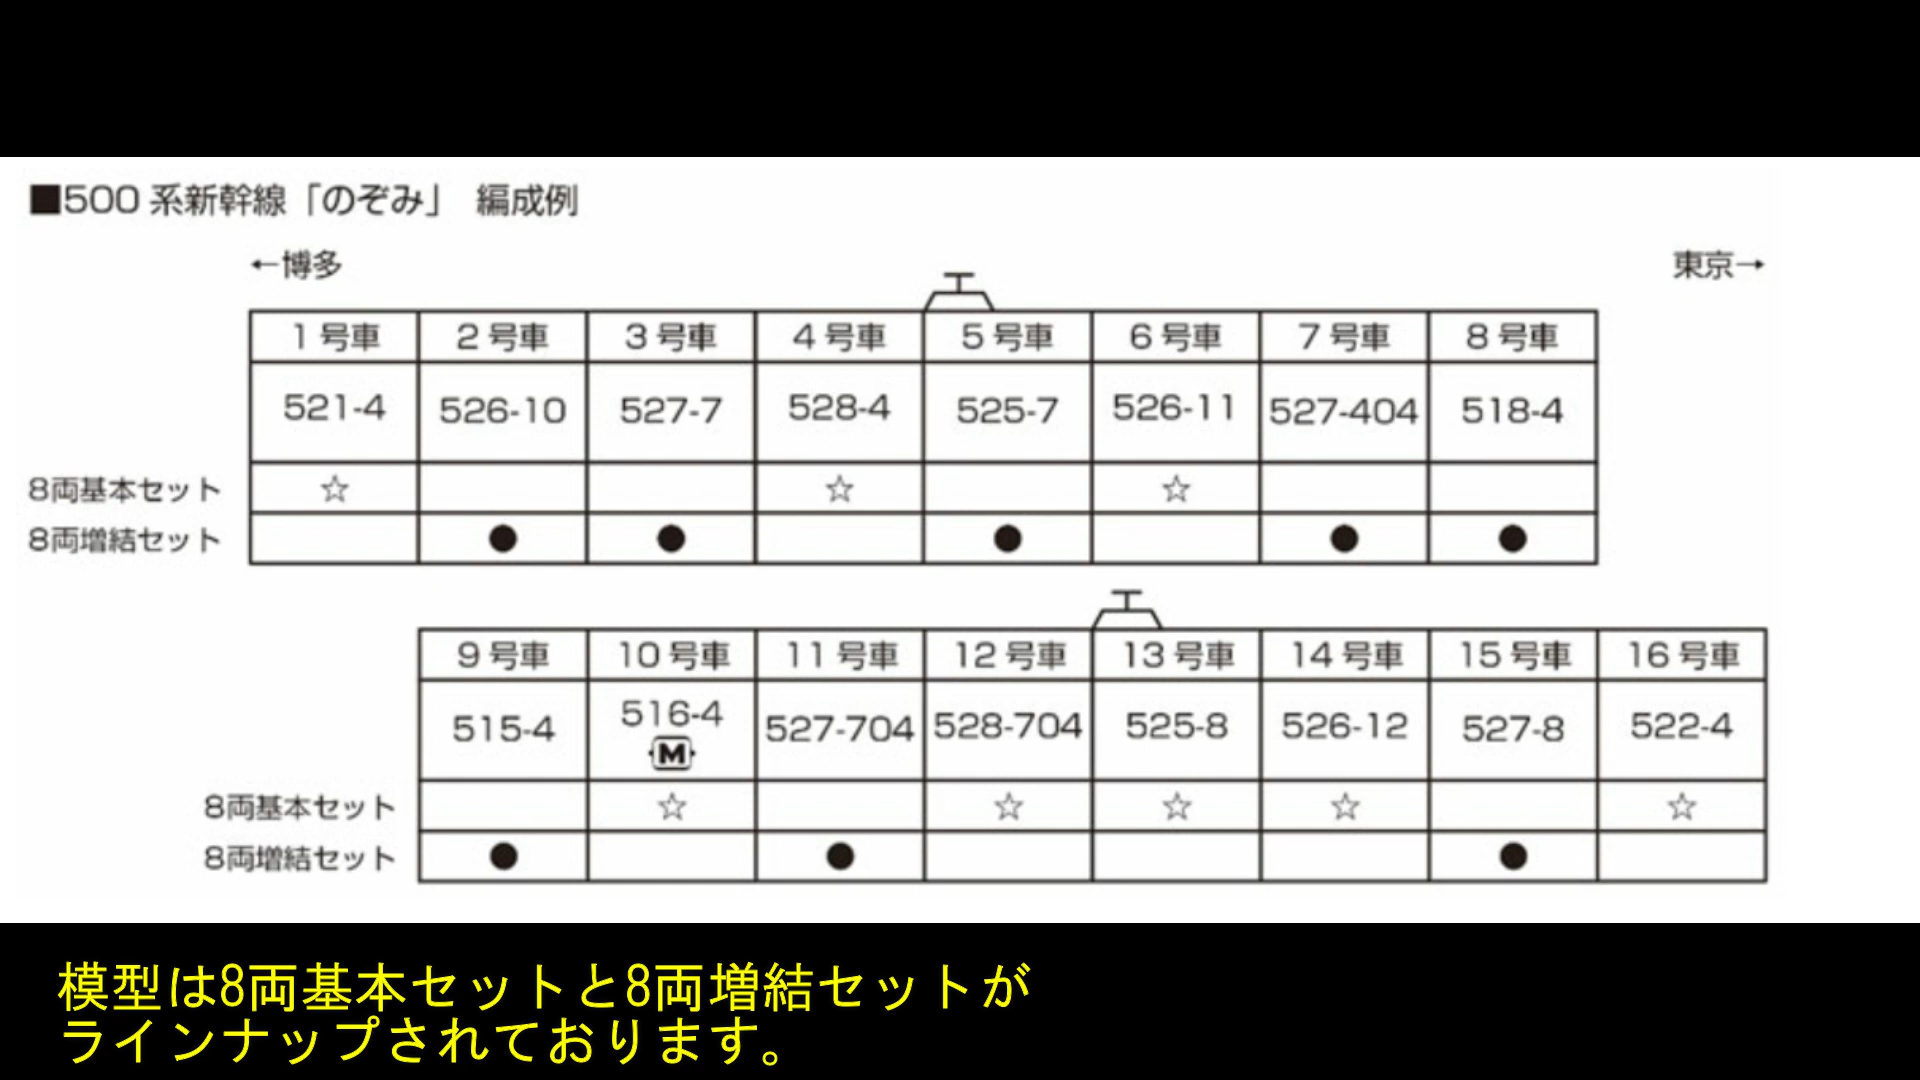 ■500系新幹線「のぞみ」 編成例
←博多 東京→
1号車 2号車 3号車 4号車 5号車 6号車 7号車 8号車
521-4 526-10 527-7 528-4 525-7 526-11 527-404 518-4
8両基本セット ☆ ☆ ☆
8両増結セット ● ● ● ● ●
9号車 10号車 11号車 12号車 13号車 14号車 15号車 16号車
515-4 516-4 527-704 528-704 525-8 526-12 527-8 522-4
M
8両基本セット ☆ ☆ ☆ ☆ ☆
8両増結セット ● ● ●
模型は8両基本セットと8両増結セットが
ラインナップされております。